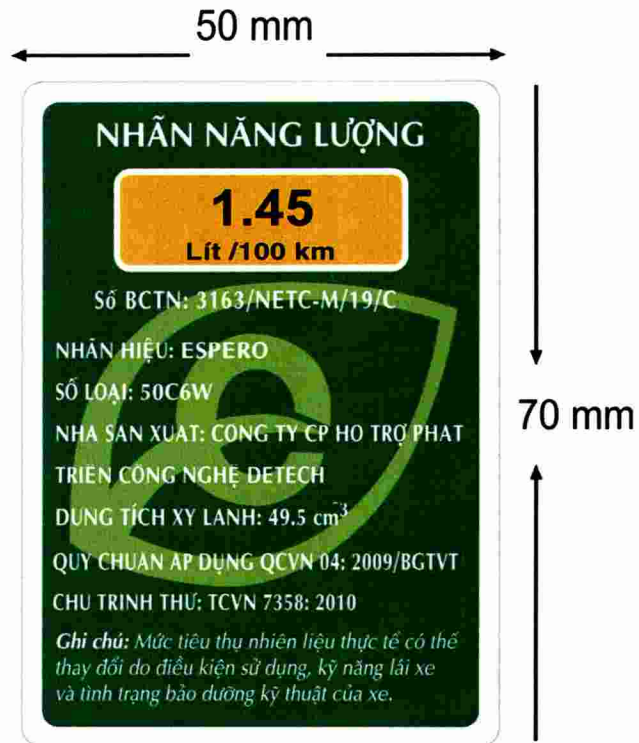 50 mm
NHÃN NĂNG LƯỢNG
1.45
Lít /100 km
Số BCTN: 3163/NETC-M/19/C
NHÃN HIỆU: ESPERO
SỐ LOẠI: 50C6W
NHA SAN XUAT: CONG TY CP HO TRỢ PHAT
TRIEN CÔNG NGHỆ DETECH
DUNG TÍCH XY LANH: 49.5 cm³
QUY CHUAN AP DỤNG QCVN 04: 2009/BGTVT
CHU TRINH THƯ: TCVN 7358: 2010
Ghi chú: Mức tiêu thụ nhiên liệu thực tế có thể
thay đổi do điều kiện sử dụng, kỹ năng lái xe
và tình trạng bảo dưỡng kỹ thuật của xe.
70 mm